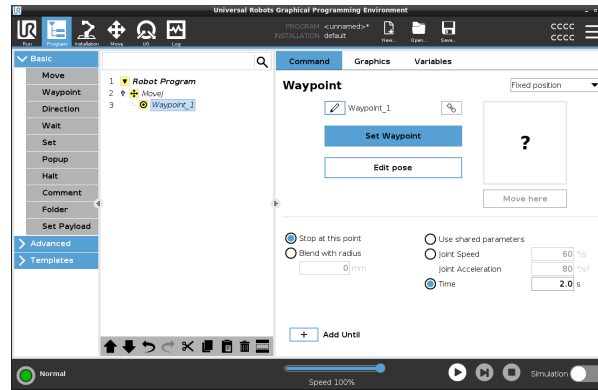 Universal Robots Graphical Programming Environment
UR
Run Program Installation Move I/O Log
PROGRAM <unnamed>*
INSTALLATION default
New... Open... Save...
CCCC
CCCC
Basic
Move
Waypoint
Direction
Wait
Set
Popup
Halt
Comment
Folder
Set Payload
Advanced
Templates
1 Robot Program
2 MoveJ
3 Waypoint_1
Command Graphics Variables
Waypoint
Fixed position
Waypoint_1
Set Waypoint
Edit pose
?
Move here
Stop at this point
Blend with radius
0 mm
Use shared parameters
Joint Speed 60 °/s
Joint Acceleration 80 °/s²
Time 2.0 s
+ Add Until
Normal
Speed 100%
Simulation